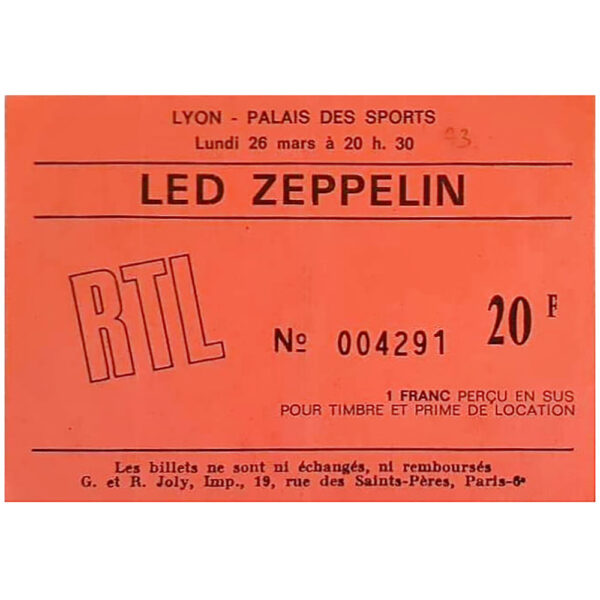 LYON - PALAIS DES SPORTS
Lundi 26 mars à 20 h. 30 73.
LED ZEPPELIN
RTL
Nº 004291 20 F
1 FRANC PERÇU EN SUS
POUR TIMBRE ET PRIME DE LOCATION
Les billets ne sont ni échangés, ni remboursés
G. et R. Joly, Imp., 19, rue des Saints-Pères, Paris-6e